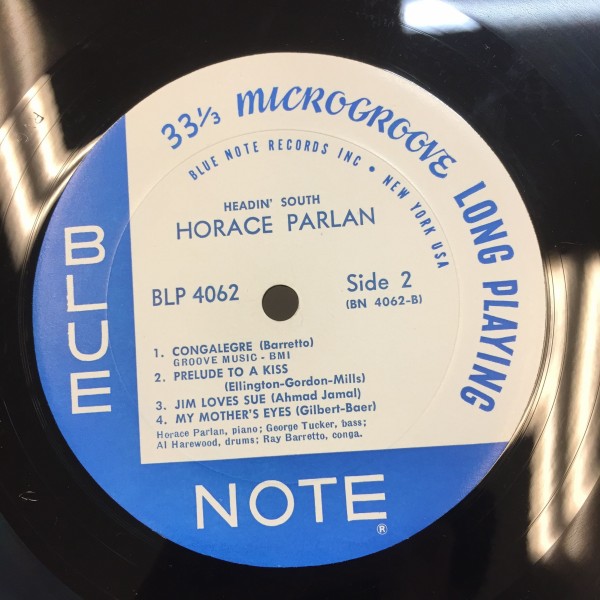 33⅓ MICROGROOVE LONG PLAYING
BLUE NOTE RECORDS INC • NEW YORK USA
HEADIN' SOUTH
HORACE PARLAN
BLP 4062
Side 2
(BN 4062-B)
1. CONGALEGRE (Barretto)
GROOVE MUSIC - BMI
2. PRELUDE TO A KISS
(Ellington-Gordon-Mills)
3. JIM LOVES SUE (Ahmad Jamal)
4. MY MOTHER'S EYES (Gilbert-Baer)
Horace Parlan, piano; George Tucker, bass;
Al Harewood, drums; Ray Barretto, conga.
BLUE
NOTE
®